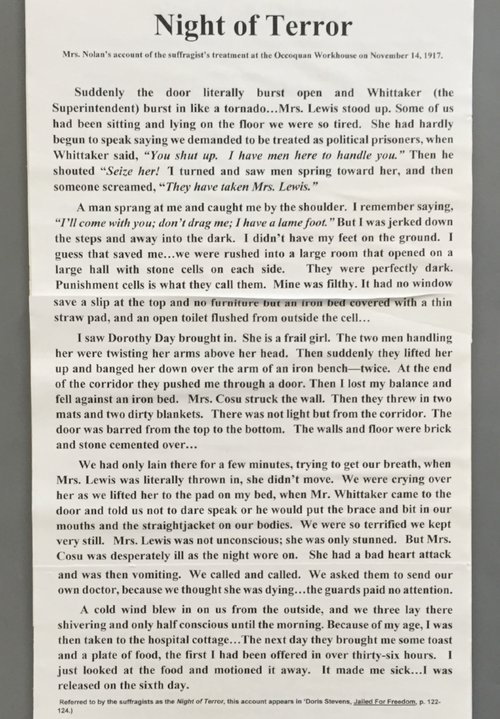 Night of Terror
Mrs. Nolan's account of the suffragist's treatment at the Occoquan Workhouse on November 14, 1917.
Suddenly the door literally burst open and Whittaker (the
Superintendent) burst in like a tornado…Mrs. Lewis stood up. Some of us
had been sitting and lying on the floor we were so tired. She had hardly
begun to speak saying we demanded to be treated as political prisoners, when
Whittaker said, "You shut up. I have men here to handle you." Then he
shouted "Seize her! 'I turned and saw men spring toward her, and then
someone screamed, "They have taken Mrs. Lewis."
A man sprang at me and caught me by the shoulder. I remember saying,
"I'll come with you; don't drag me; I have a lame foot." But I was jerked down
the steps and away into the dark. I didn't have my feet on the ground. I
guess that saved me…we were rushed into a large room that opened on a
large hall with stone cells on each side. They were perfectly dark.
Punishment cells is what they call them. Mine was filthy. It had no window
save a slip at the top and no furniture but an iron bed covered with a thin
straw pad, and an open toilet flushed from outside the cell…
I saw Dorothy Day brought in. She is a frail girl. The two men handling
her were twisting her arms above her head. Then suddenly they lifted her
up and banged her down over the arm of an iron bench—twice. At the end
of the corridor they pushed me through a door. Then I lost my balance and
fell against an iron bed. Mrs. Cosu struck the wall. Then they threw in two
mats and two dirty blankets. There was not light but from the corridor. The
door was barred from the top to the bottom. The walls and floor were brick
and stone cemented over…
We had only lain there for a few minutes, trying to get our breath, when
Mrs. Lewis was literally thrown in, she didn't move. We were crying over
her as we lifted her to the pad on my bed, when Mr. Whittaker came to the
door and told us not to dare speak or he would put the brace and bit in our
mouths and the straightjacket on our bodies. We were so terrified we kept
very still. Mrs. Lewis was not unconscious; she was only stunned. But Mrs.
Cosu was desperately ill as the night wore on. She had a bad heart attack
and was then vomiting. We called and called. We asked them to send our
own doctor, because we thought she was dying…the guards paid no attention.
A cold wind blew in on us from the outside, and we three lay there
shivering and only half conscious until the morning. Because of my age, I was
then taken to the hospital cottage…The next day they brought me some toast
and a plate of food, the first I had been offered in over thirty-six hours. I
just looked at the food and motioned it away. It made me sick…I was
released on the sixth day.
Referred to by the suffragists as the Night of Terror, this account appears in 'Doris Stevens, Jailed For Freedom, p. 122-
124.)